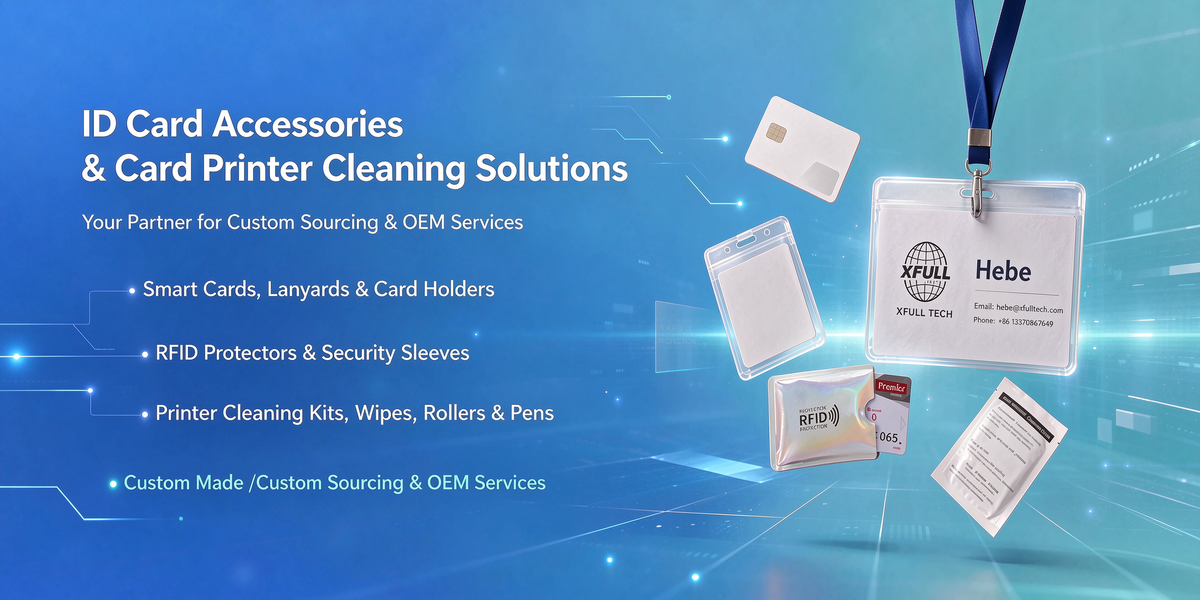 ID Card Accessories
& Card Printer Cleaning Solutions
Your Partner for Custom Sourcing & OEM Services
Smart Cards, Lanyards & Card Holders
RFID Protectors & Security Sleeves
Printer Cleaning Kits, Wipes, Rollers & Pens
Custom Made /Custom Sourcing & OEM Services
XFULL
XFULL TECH
Hebe
Email: hebe@xfulltech.com
Phone: +86 13370867649
RFID
Premier
0
065.